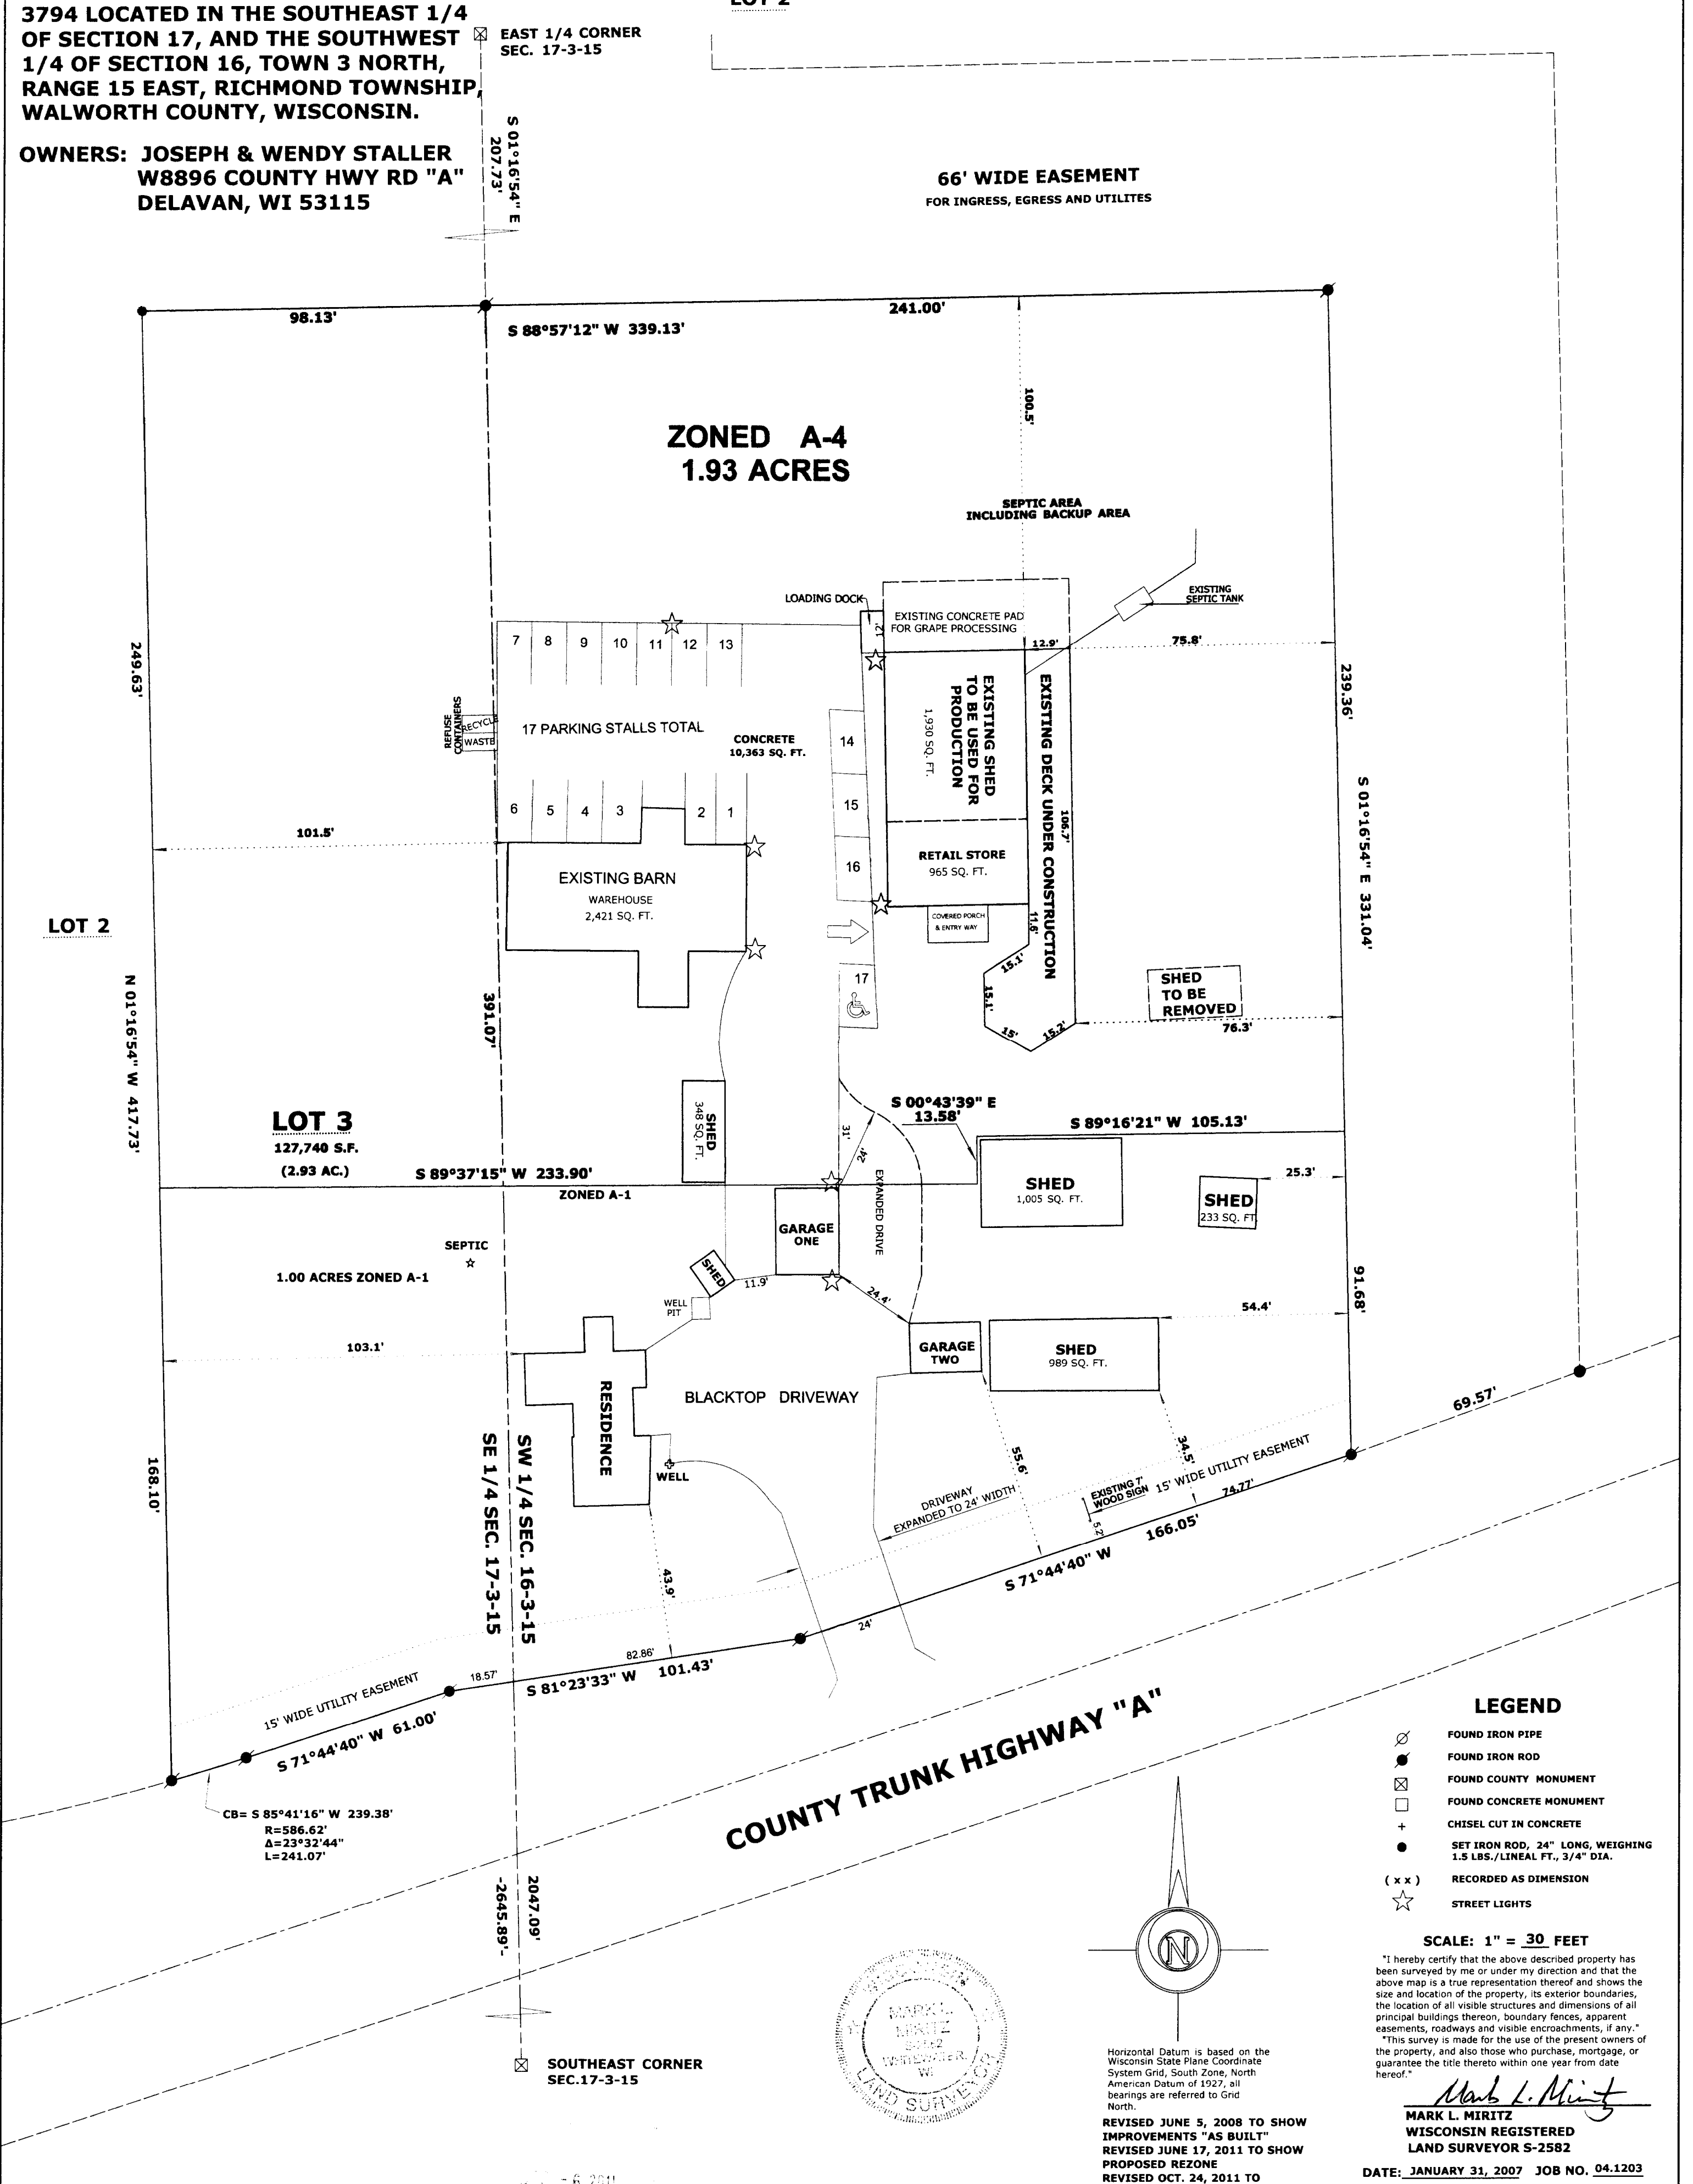 LOT 2
3794 LOCATED IN THE SOUTHEAST 1/4
OF SECTION 17, AND THE SOUTHWEST
1/4 OF SECTION 16, TOWN 3 NORTH,
RANGE 15 EAST, RICHMOND TOWNSHIP,
WALWORTH COUNTY, WISCONSIN.
OWNERS: JOSEPH & WENDY STALLER
W8896 COUNTY HWY RD "A"
DELAVAN, WI 53115
EAST 1/4 CORNER
SEC. 17-3-15
S 01°16'54" E
207.73'
66' WIDE EASEMENT
FOR INGRESS, EGRESS AND UTILITES
98.13'
241.00'
S 88°57'12" W 339.13'
100.5'
ZONED A-4
1.93 ACRES
SEPTIC AREA
INCLUDING BACKUP AREA
EXISTING
SEPTIC TANK
LOADING DOCK
12'
EXISTING CONCRETE PAD
FOR GRAPE PROCESSING
12.9'
75.8'
249.63'
239.36'
7
8
9
10
11
12
13
REFUSE
CONTAINERS
RECYCLE
WASTE
17 PARKING STALLS TOTAL
CONCRETE
10,363 SQ. FT.
14
15
16
17
EXISTING SHED
TO BE USED FOR
PRODUCTION
1,930 SQ. FT.
EXISTING DECK UNDER CONSTRUCTION
106.7'
6
5
4
3
2
1
101.5'
EXISTING BARN
WAREHOUSE
2,421 SQ. FT.
RETAIL STORE
965 SQ. FT.
COVERED PORCH
& ENTRY WAY
11.6'
15.1'
15.1'
15'
15.2'
SHED
TO BE
REMOVED
76.3'
S 01°16'54" E 331.04'
LOT 2
N 01°16'54" W 417.73'
391.07'
LOT 3
127,740 S.F.
(2.93 AC.)
SHED
348 SQ. FT.
31'
24'
S 00°43'39" E
13.58'
S 89°16'21" W 105.13'
S 89°37'15" W 233.90'
ZONED A-1
EXPANDED DRIVE
SHED
1,005 SQ. FT.
25.3'
SHED
233 SQ. FT
GARAGE
ONE
SEPTIC
1.00 ACRES ZONED A-1
SHED
11.9'
WELL
PIT
24.4'
91.68'
54.4'
103.1'
GARAGE
TWO
SHED
989 SQ. FT.
RESIDENCE
BLACKTOP DRIVEWAY
69.57'
168.10'
SE 1/4 SEC. 17-3-15
SW 1/4 SEC. 16-3-15
WELL
55.6'
34.5'
DRIVEWAY
EXPANDED TO 24' WIDTH
EXISTING 7'
WOOD SIGN
15' WIDE UTILITY EASEMENT
74.77'
5.2'
166.05'
S 71°44'40" W
43.9'
24'
82.86'
18.57'
S 81°23'33" W 101.43'
15' WIDE UTILITY EASEMENT
S 71°44'40" W 61.00'
CB= S 85°41'16" W 239.38'
R=586.62'
Δ=23°32'44"
L=241.07'
COUNTY TRUNK HIGHWAY "A"
2047.09'
-2645.89'-
SOUTHEAST CORNER
SEC.17-3-15
MARK L.
MIRITZ
S-2582
WHITEWATER,
WI
LAND SURVEYOR
N
LEGEND
FOUND IRON PIPE
FOUND IRON ROD
FOUND COUNTY MONUMENT
FOUND CONCRETE MONUMENT
+ CHISEL CUT IN CONCRETE
SET IRON ROD, 24" LONG, WEIGHING
1.5 LBS./LINEAL FT., 3/4" DIA.
( x x ) RECORDED AS DIMENSION
STREET LIGHTS
SCALE: 1" = 30 FEET
"I hereby certify that the above described property has
been surveyed by me or under my direction and that the
above map is a true representation thereof and shows the
size and location of the property, its exterior boundaries,
the location of all visible structures and dimensions of all
principal buildings thereon, boundary fences, apparent
easements, roadways and visible encroachments, if any."
"This survey is made for the use of the present owners of
the property, and also those who purchase, mortgage, or
guarantee the title thereto within one year from date
hereof."
Mark L. Miritz
MARK L. MIRITZ
WISCONSIN REGISTERED
LAND SURVEYOR S-2582
DATE: JANUARY 31, 2007 JOB NO. 04.1203
Horizontal Datum is based on the
Wisconsin State Plane Coordinate
System Grid, South Zone, North
American Datum of 1927, all
bearings are referred to Grid
North.
REVISED JUNE 5, 2008 TO SHOW
IMPROVEMENTS "AS BUILT"
REVISED JUNE 17, 2011 TO SHOW
PROPOSED REZONE
REVISED OCT. 24, 2011 TO